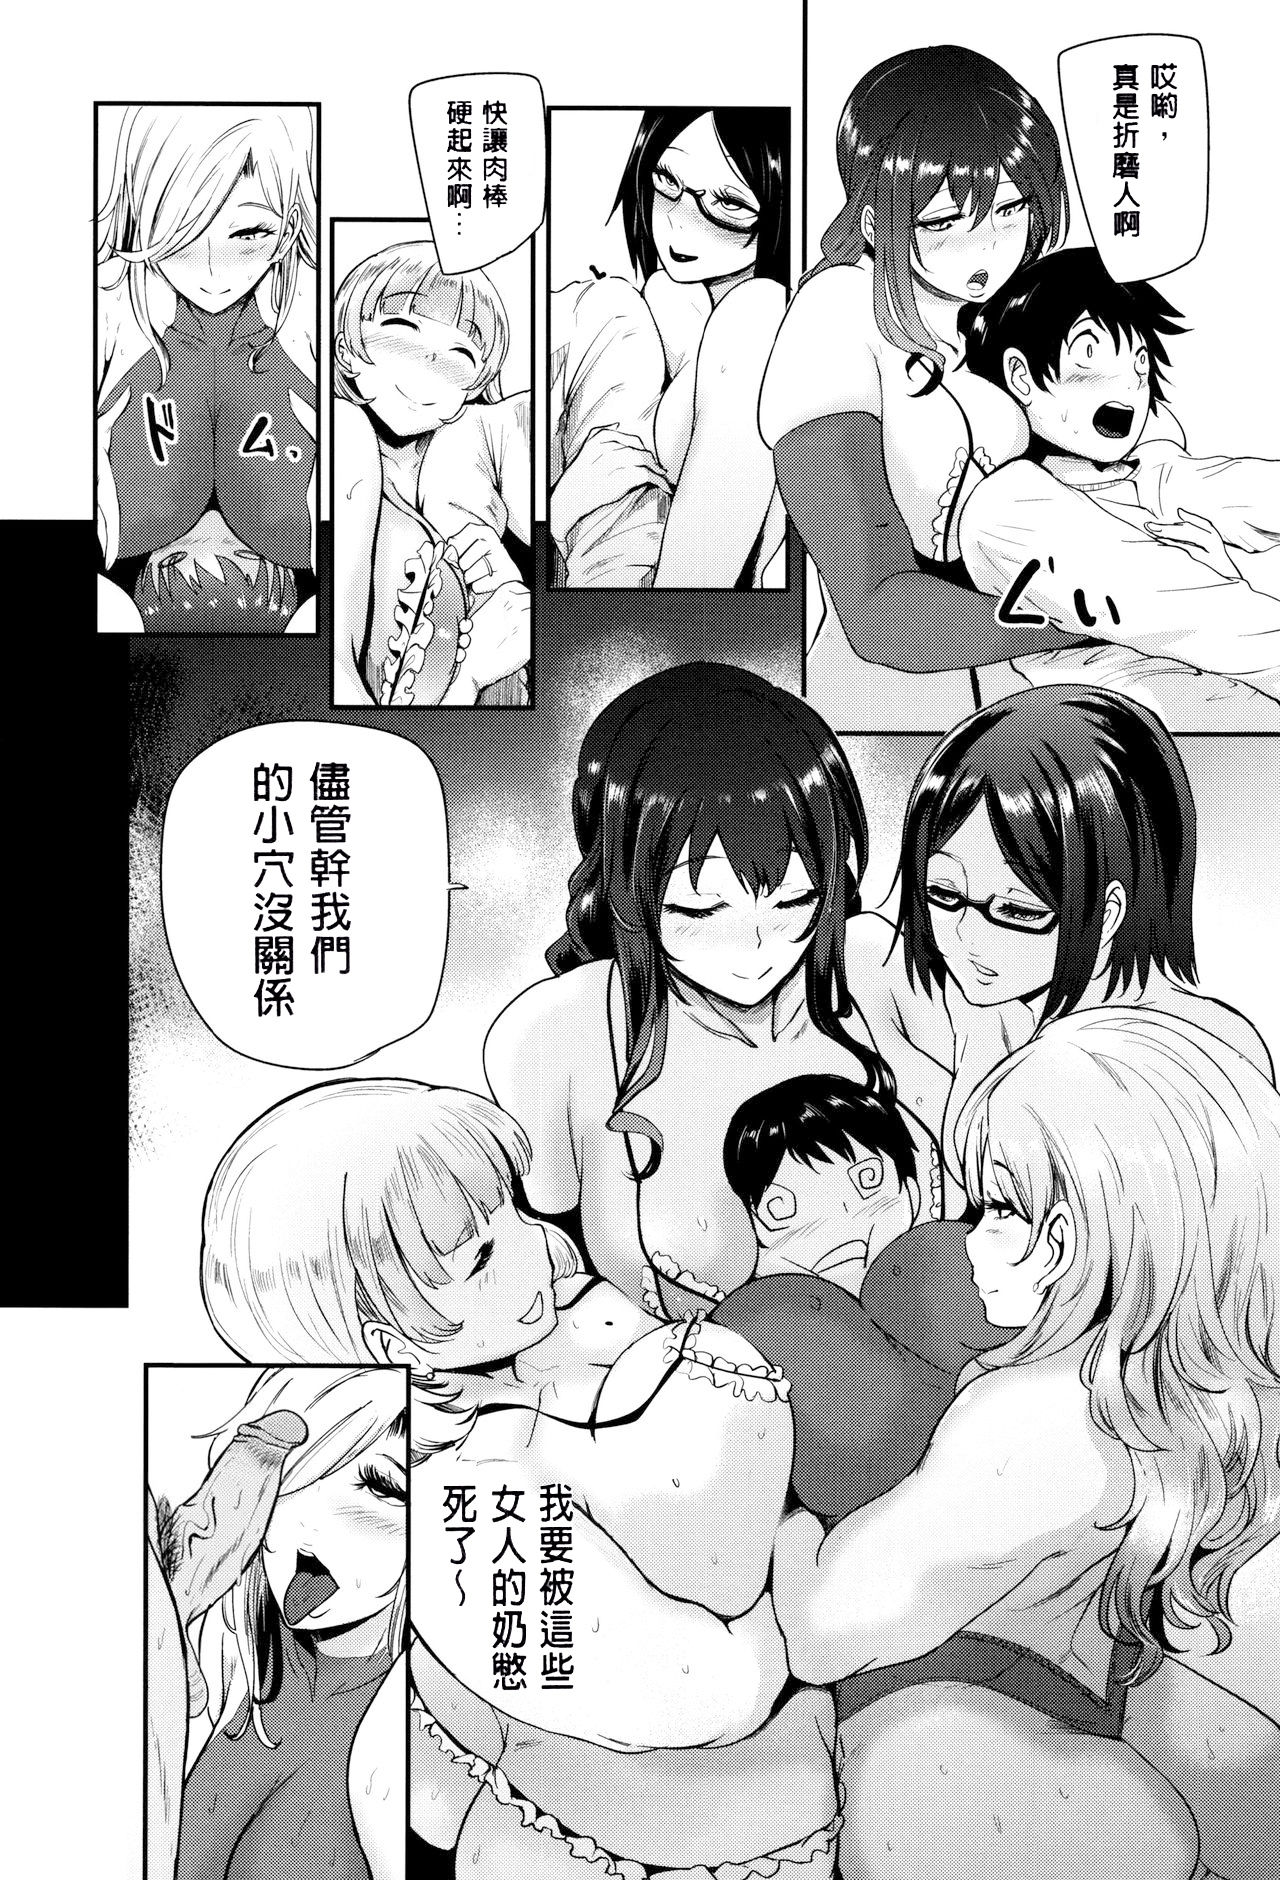 哎喲，
真是折磨人啊
ぐい
快讓肉棒
硬起來啊…
ドム、
儘管幹我們
的小穴沒關係
我要被這些
女人的奶憋
死了～